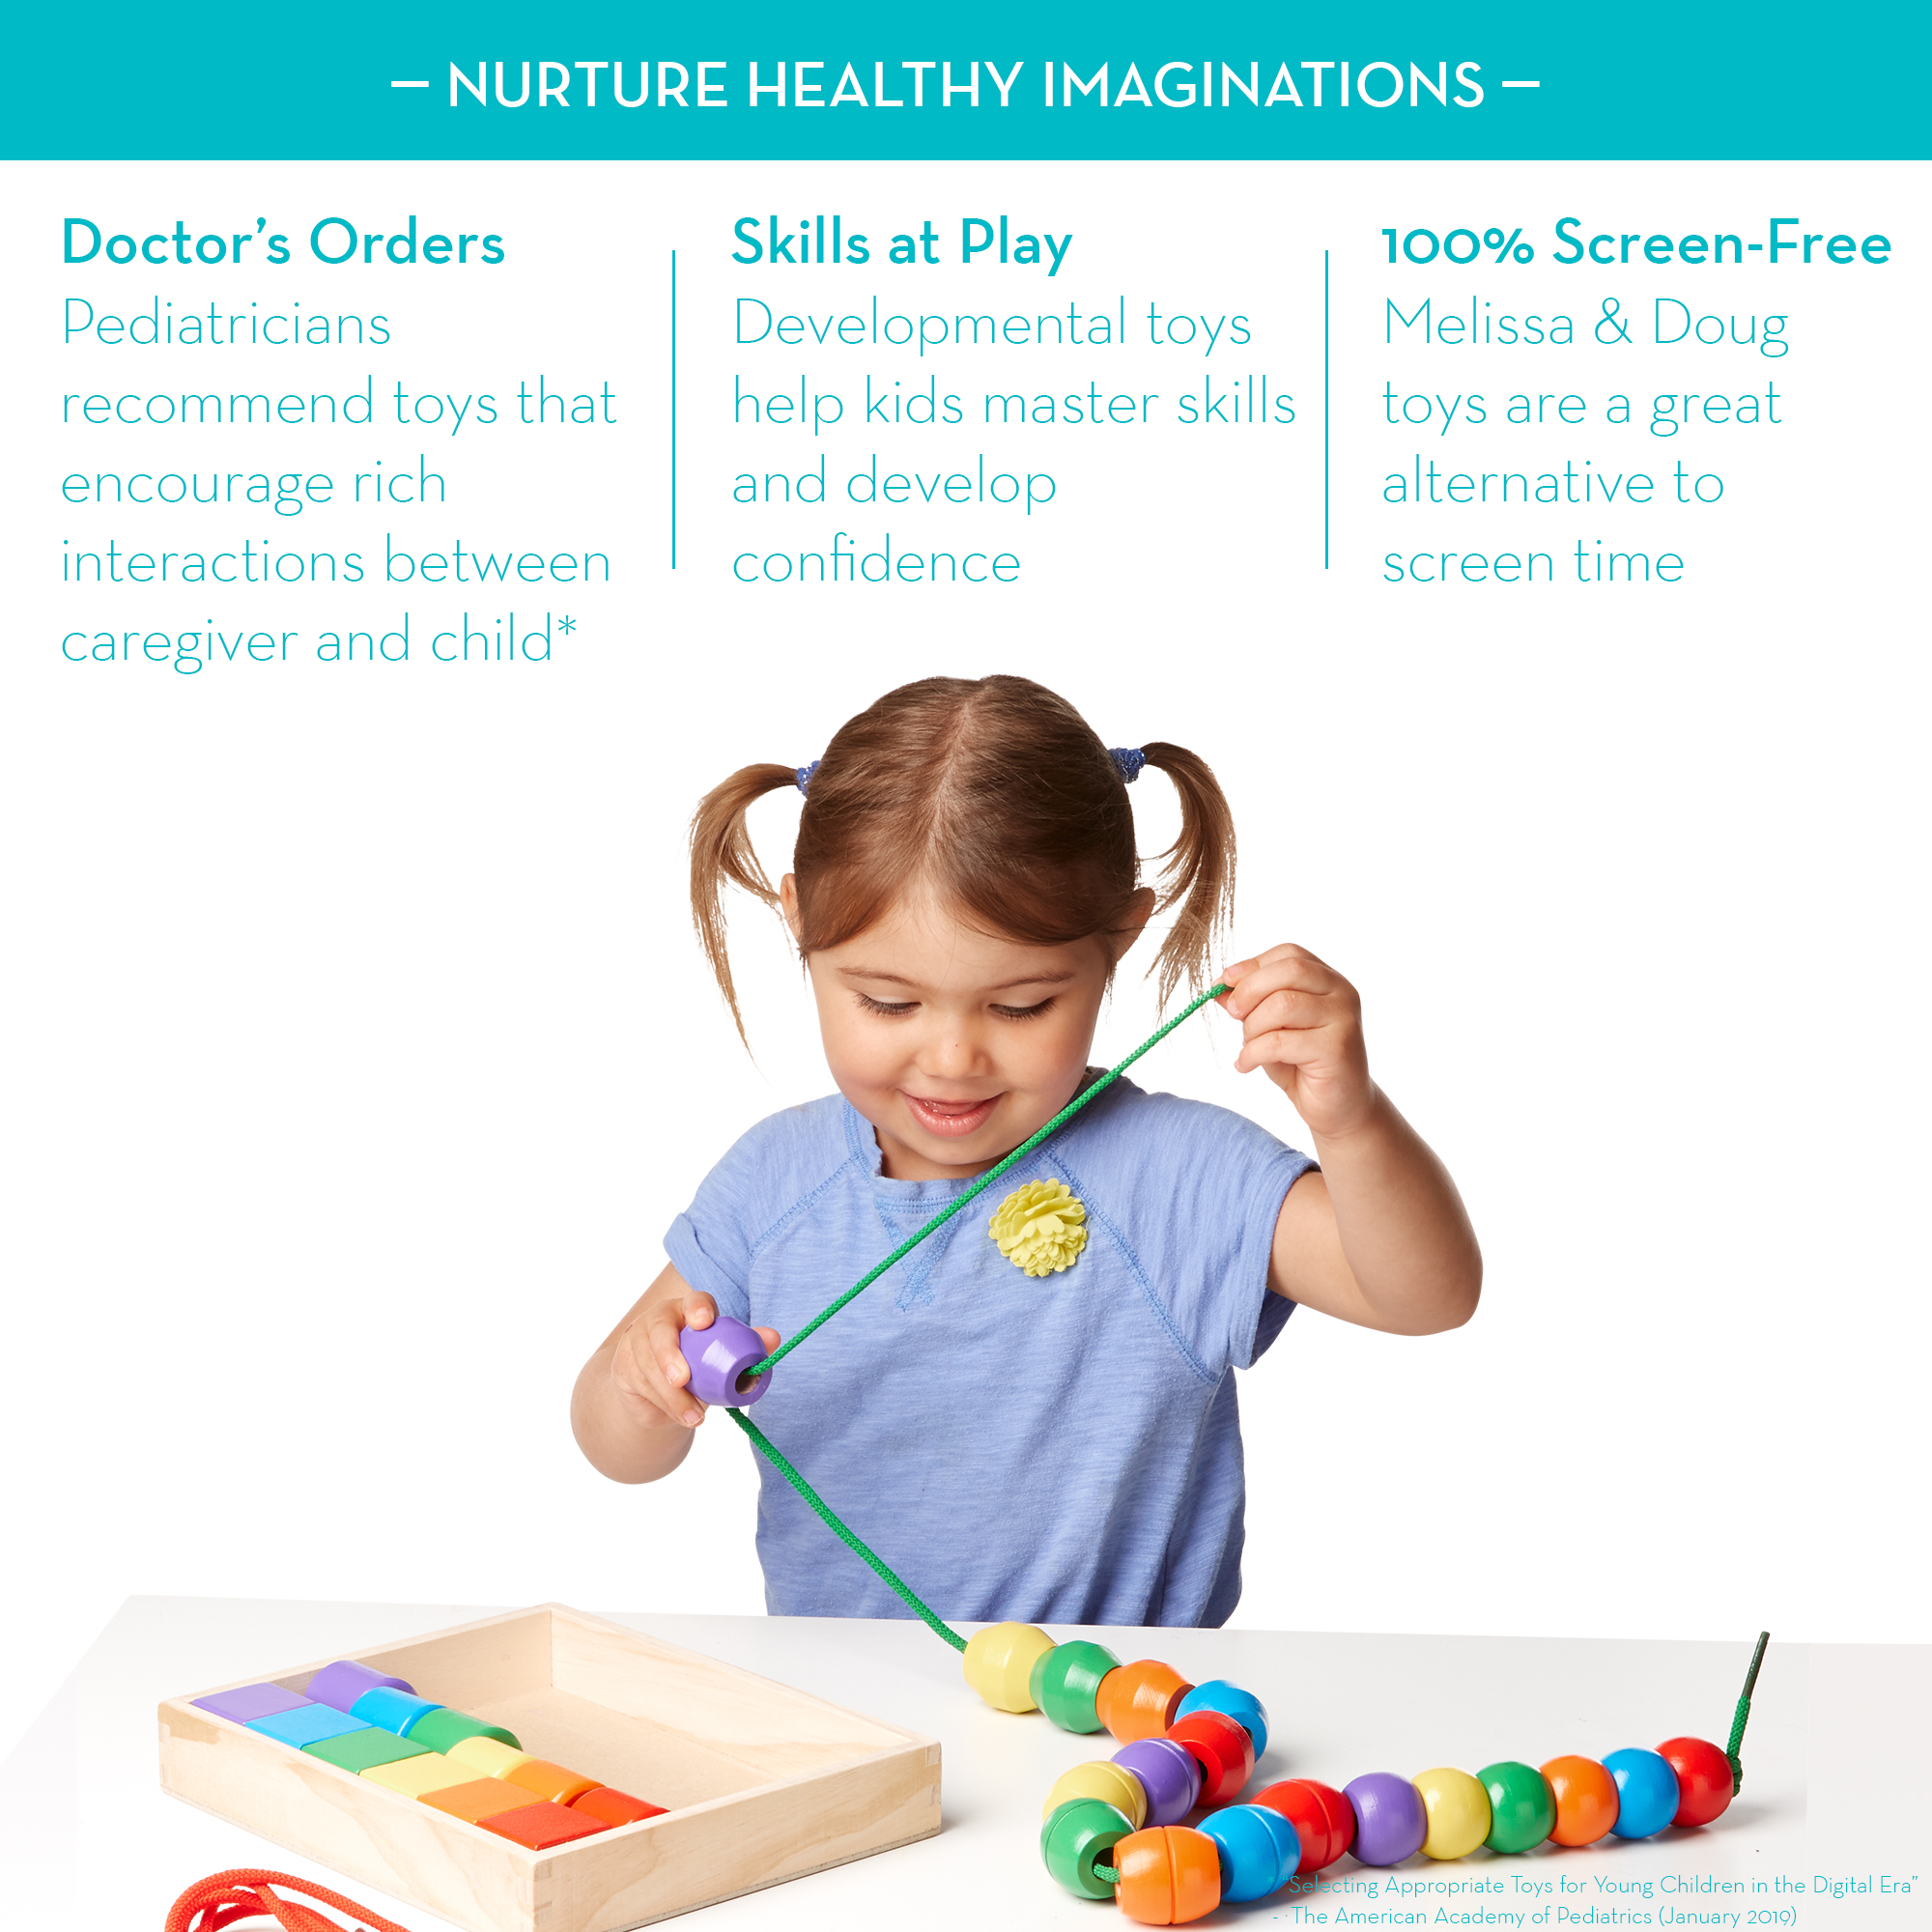 — NURTURE HEALTHY IMAGINATIONS —
Doctor's Orders
Pediatricians
recommend toys that
encourage rich
interactions between
caregiver and child*
Skills at Play
Developmental toys
help kids master skills
and develop
confidence
100% Screen-Free
Melissa & Doug
toys are a great
alternative to
screen time
* "Selecting Appropriate Toys for Young Children in the Digital Era"
- The American Academy of Pediatrics (January 2019)